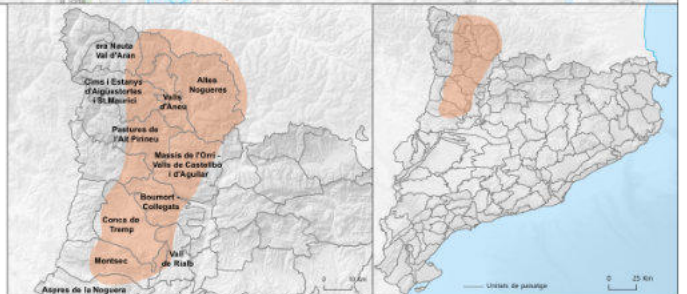 era Nauta
Val d'Aran
Cims i Estanys
d'Aigüestortes
i St.Maurici
Altes
Nogueres
Valls
d'Àneu
Pastures de
l'Alt Pirineu
Massís de l'Orri -
Valls de Castellbò
i d'Aguilar
Boumort -
Collegats
Conca de
Tremp
Montsec
Vall
de Rialb
Aspres de la Noguera
Unitats de paisatge
0 25 Km